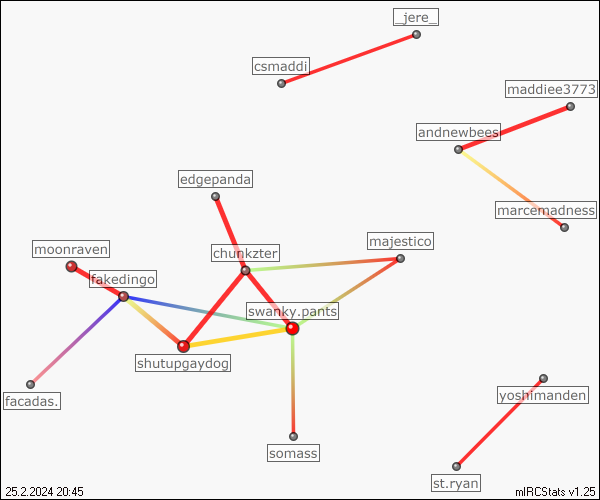 _jere_
csmaddi
maddiee3773
andnewbees
edgepanda
marcemadness
majestico
moonraven
chunkzter
fakedingo
swanky.pants
shutupgaydog
yoshimanden
facadas.
somass
st.ryan
25.2.2024 20:45
mIRCStats v1.25